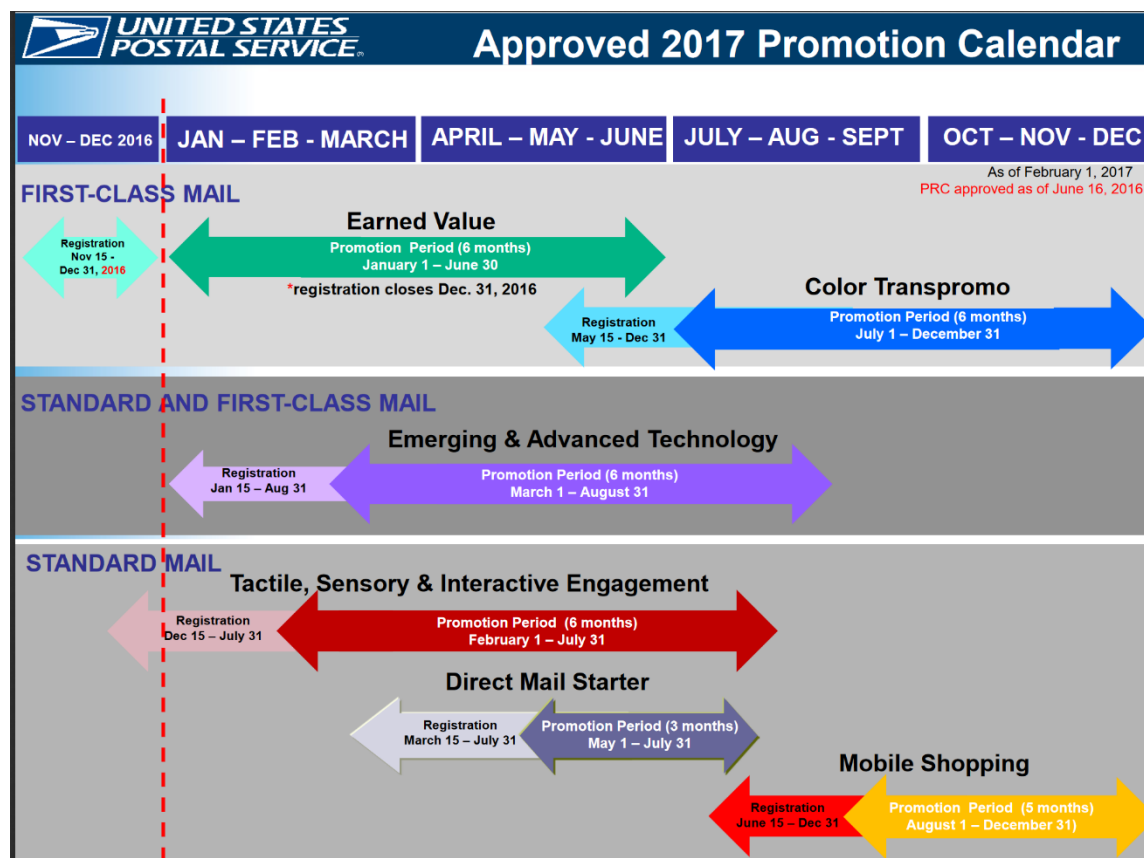 UNITED STATES
POSTAL SERVICE®
Approved 2017 Promotion Calendar
NOV – DEC 2016
JAN – FEB - MARCH
APRIL – MAY - JUNE
JULY – AUG - SEPT
OCT – NOV - DEC
As of February 1, 2017
PRC approved as of June 16, 2016
FIRST-CLASS MAIL
Registration
Nov 15 -
Dec 31, 2016
Earned Value
Promotion Period (6 months)
January 1 – June 30
*registration closes Dec. 31, 2016
Color Transpromo
Registration
May 15 - Dec 31
Promotion Period (6 months)
July 1 – December 31
STANDARD AND FIRST-CLASS MAIL
Emerging & Advanced Technology
Registration
Jan 15 – Aug 31
Promotion Period (6 months)
March 1 – August 31
STANDARD MAIL
Tactile, Sensory & Interactive Engagement
Registration
Dec 15 – July 31
Promotion Period (6 months)
February 1 – July 31
Direct Mail Starter
Registration
March 15 – July 31
Promotion Period (3 months)
May 1 – July 31
Mobile Shopping
Registration
June 15 – Dec 31
Promotion Period (5 months)
August 1 – December 31)